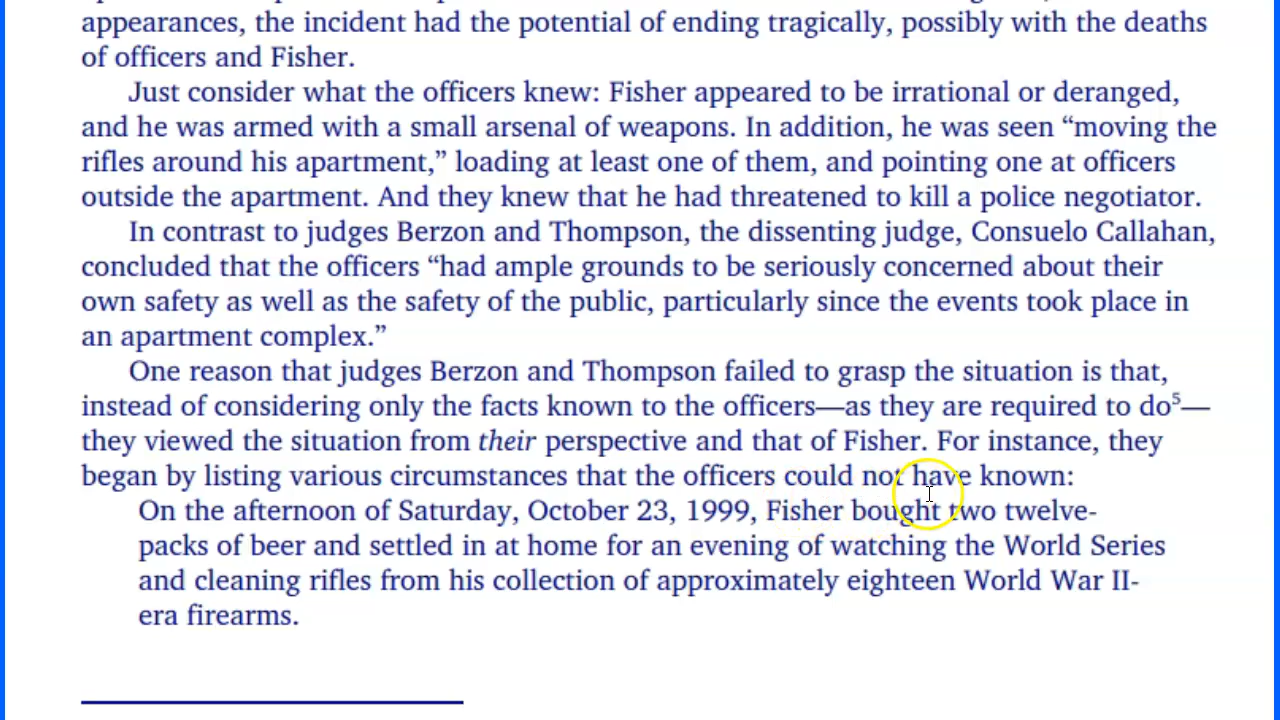 appearances, the incident had the potential of ending tragically, possibly with the deaths
of officers and Fisher.
Just consider what the officers knew: Fisher appeared to be irrational or deranged,
and he was armed with a small arsenal of weapons. In addition, he was seen “moving the
rifles around his apartment,” loading at least one of them, and pointing one at officers
outside the apartment. And they knew that he had threatened to kill a police negotiator.
In contrast to judges Berzon and Thompson, the dissenting judge, Consuelo Callahan,
concluded that the officers “had ample grounds to be seriously concerned about their
own safety as well as the safety of the public, particularly since the events took place in
an apartment complex.”
One reason that judges Berzon and Thompson failed to grasp the situation is that,
instead of considering only the facts known to the officers—as they are required to do⁵—
they viewed the situation from their perspective and that of Fisher. For instance, they
began by listing various circumstances that the officers could not have known:
On the afternoon of Saturday, October 23, 1999, Fisher bought two twelve-
packs of beer and settled in at home for an evening of watching the World Series
and cleaning rifles from his collection of approximately eighteen World War II-
era firearms.